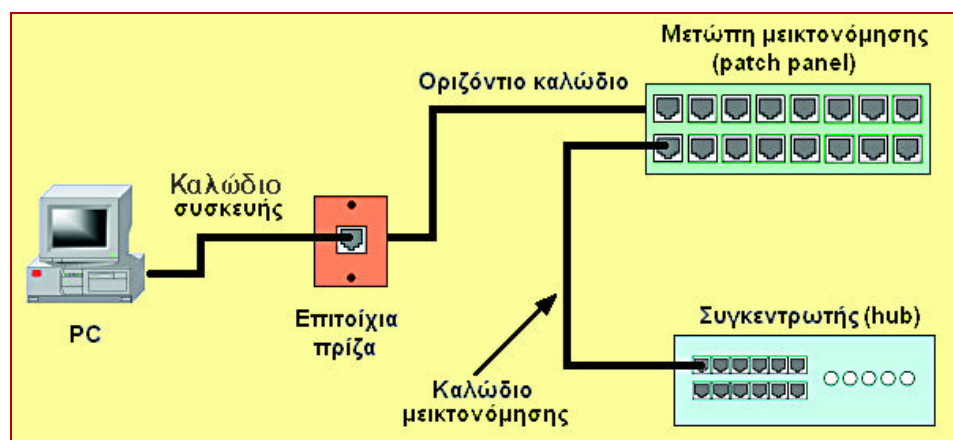 Μετώπη μεικτονόμησης
(patch panel)
Οριζόντιο καλώδιο
Καλώδιο
συσκευής
PC
Επιτοίχια
πρίζα
Συγκεντρωτής (hub)
Καλώδιο
μεικτονόμησης